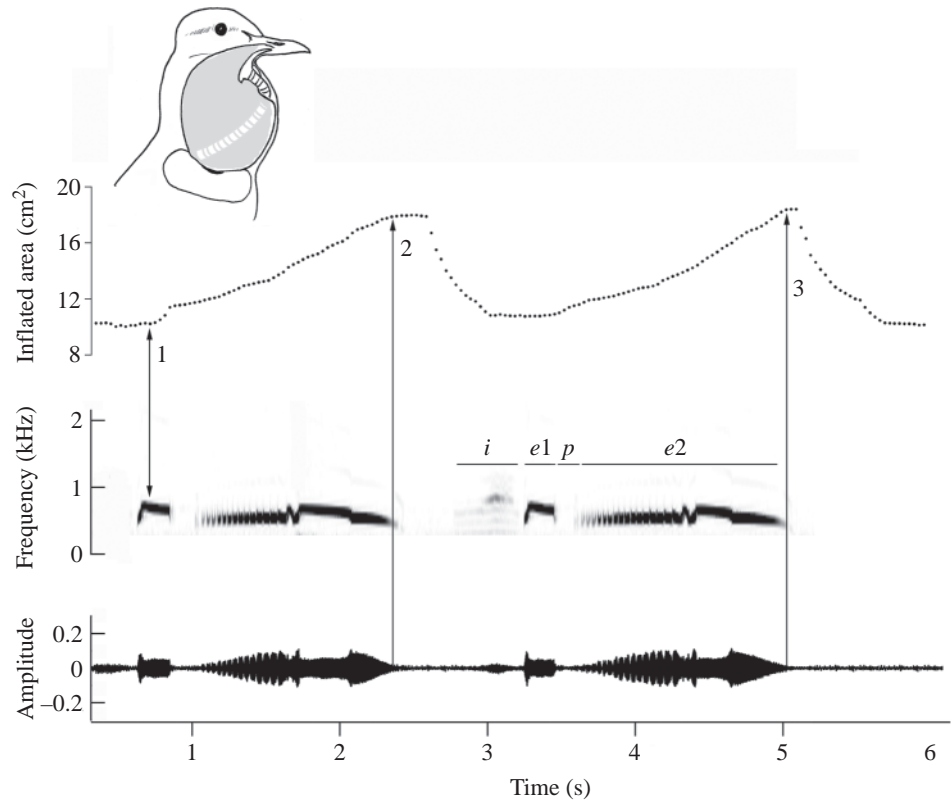 20
16
12
8
Inflated area (cm²)
1
2
3
2
1
0
Frequency (kHz)
i e1 p e2
0.2
0
–0.2
Amplitude
1 2 3 4 5 6
Time (s)